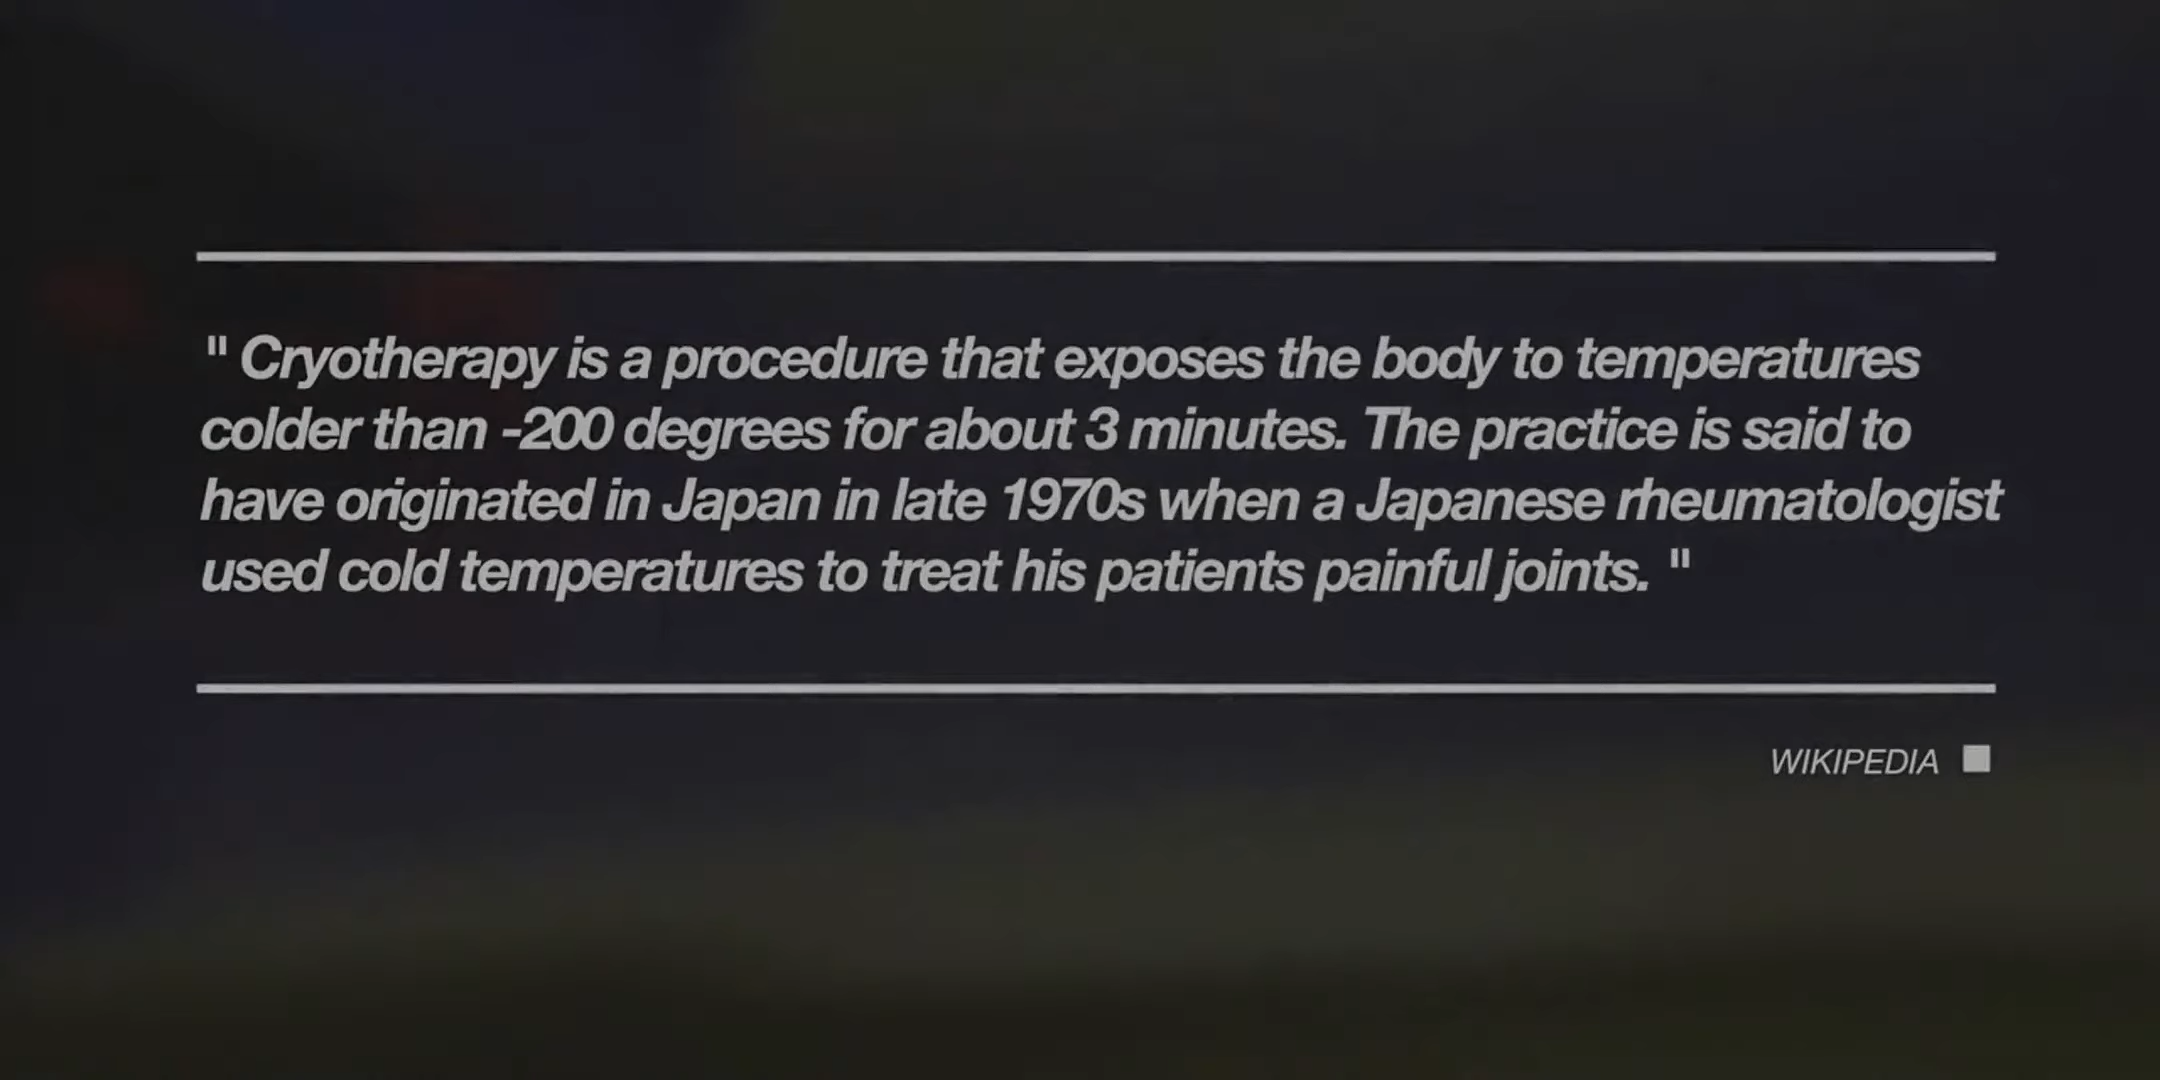 " Cryotherapy is a procedure that exposes the body to temperatures
colder than -200 degrees for about 3 minutes. The practice is said to
have originated in Japan in late 1970s when a Japanese rheumatologist
used cold temperatures to treat his patients painful joints. "
WIKIPEDIA